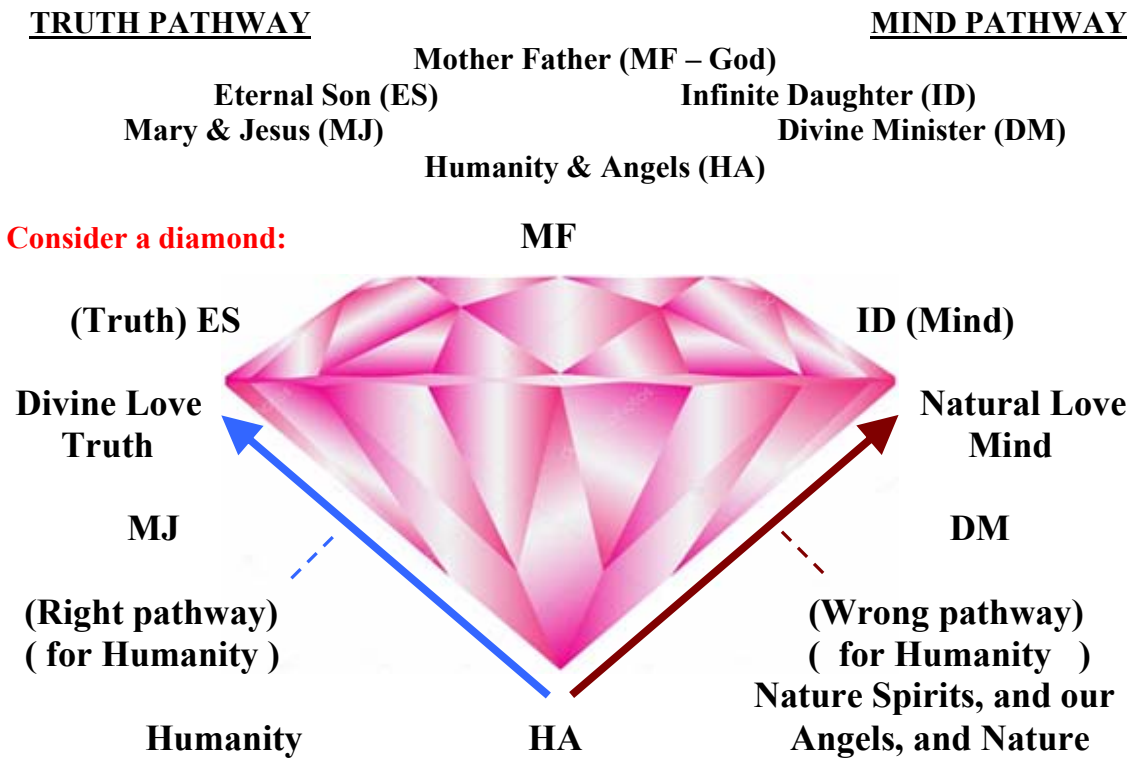 TRUTH PATHWAY MIND PATHWAY
Mother Father (MF – God)
Eternal Son (ES) Infinite Daughter (ID)
Mary & Jesus (MJ) Divine Minister (DM)
Humanity & Angels (HA)
Consider a diamond: MF
(Truth) ES ID (Mind)
Divine Love Natural Love
Truth Mind
MJ DM
(Right pathway) (Wrong pathway)
( for Humanity ) ( for Humanity )
Nature Spirits, and our
Humanity HA Angels, and Nature